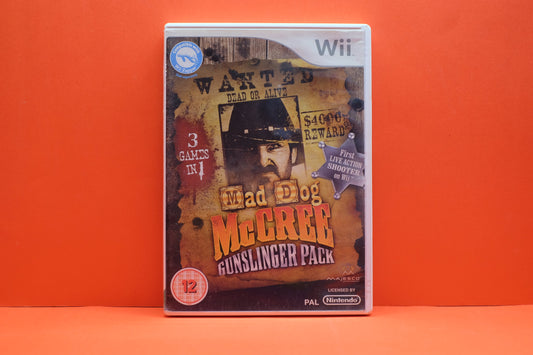 Wii
WANTED
DEAD OR ALIVE
$4000
REWARD
3
GAMES
IN 1
First
LIVE ACTION
SHOOTER
on Wii
Mad Dog
McCREE
GUNSLINGER PACK
MAJESCO
12
LICENSED BY
PAL Nintendo